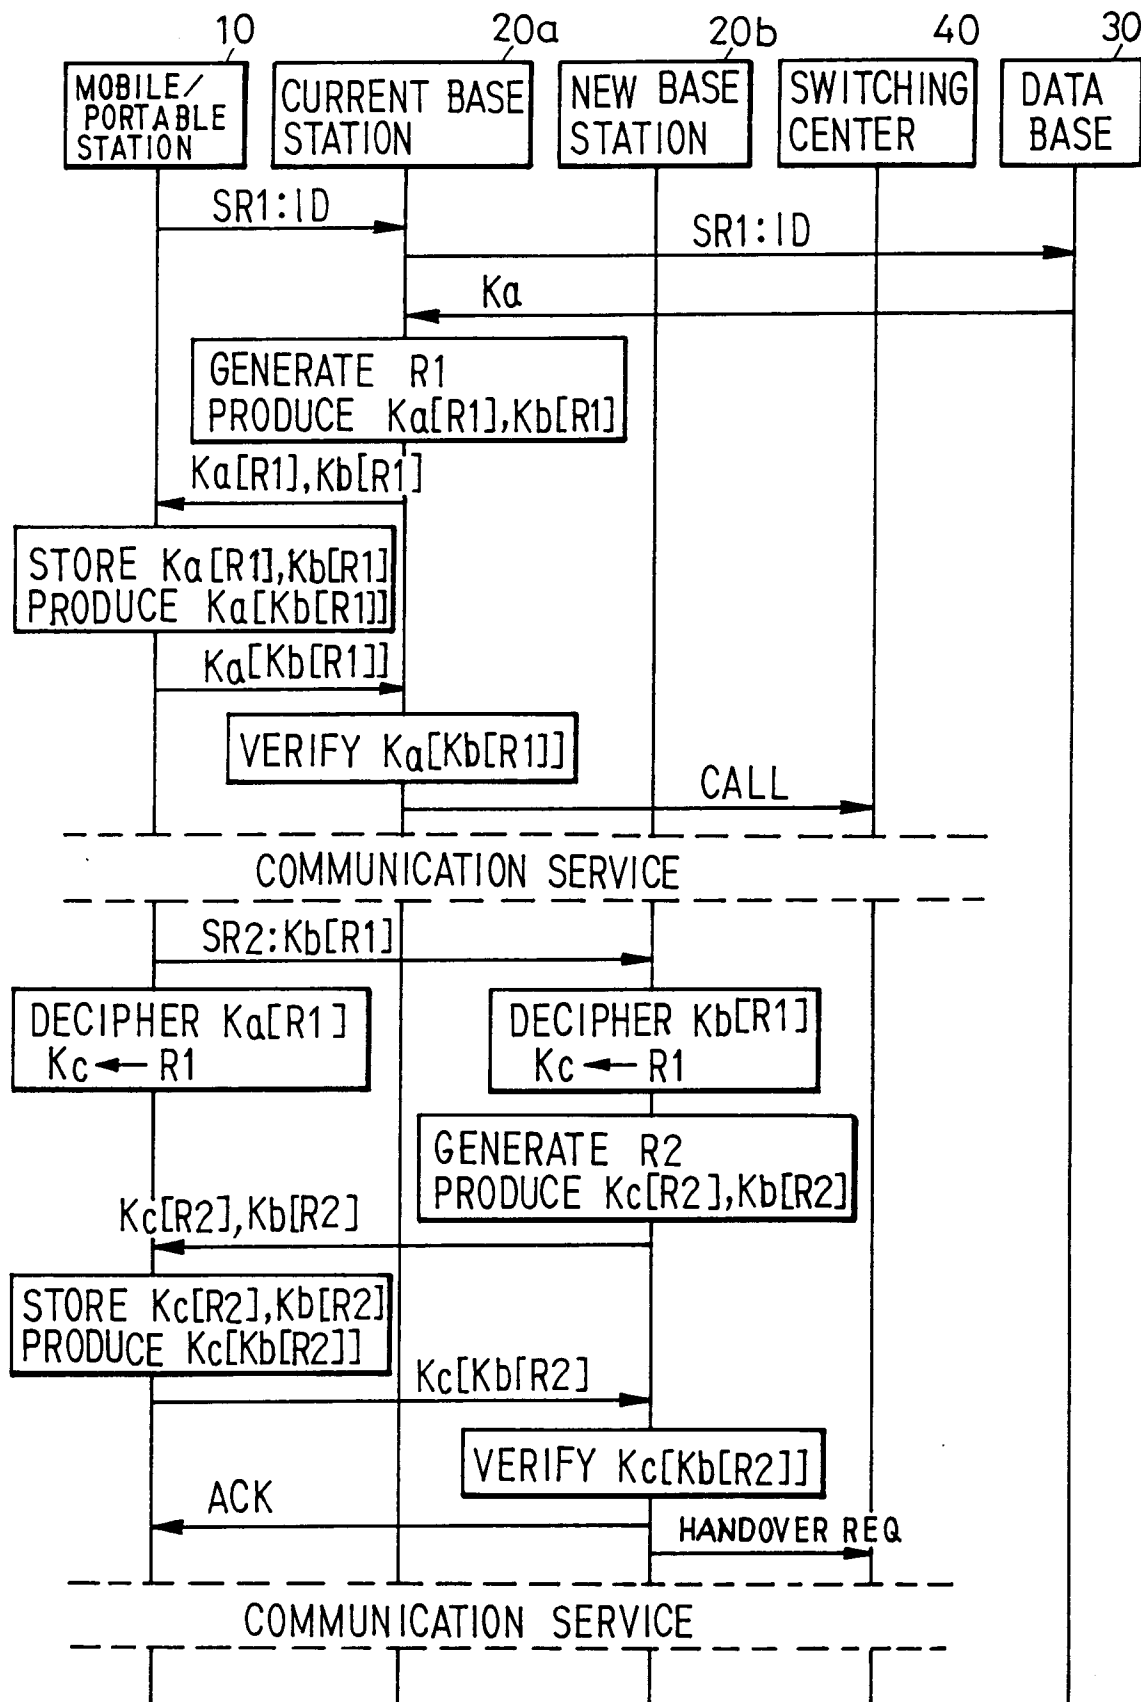 10 20a 20b 40 30
MOBILE/
PORTABLE
STATION
CURRENT BASE
STATION
NEW BASE
STATION
SWITCHING
CENTER
DATA
BASE
SR1:ID
SR1:ID
Ka
GENERATE R1
PRODUCE Ka[R1],Kb[R1]
Ka[R1],Kb[R1]
STORE Ka[R1],Kb[R1]
PRODUCE Ka[Kb[R1]]
Ka[Kb[R1]]
VERIFY Ka[Kb[R1]]
CALL
COMMUNICATION SERVICE
SR2:Kb[R1]
DECIPHER Ka[R1]
Kc ← R1
DECIPHER Kb[R1]
Kc ← R1
GENERATE R2
PRODUCE Kc[R2],Kb[R2]
Kc[R2],Kb[R2]
STORE Kc[R2],Kb[R2]
PRODUCE Kc[Kb[R2]]
Kc[Kb[R2]
VERIFY Kc[Kb[R2]]
ACK
HANDOVER REQ
COMMUNICATION SERVICE